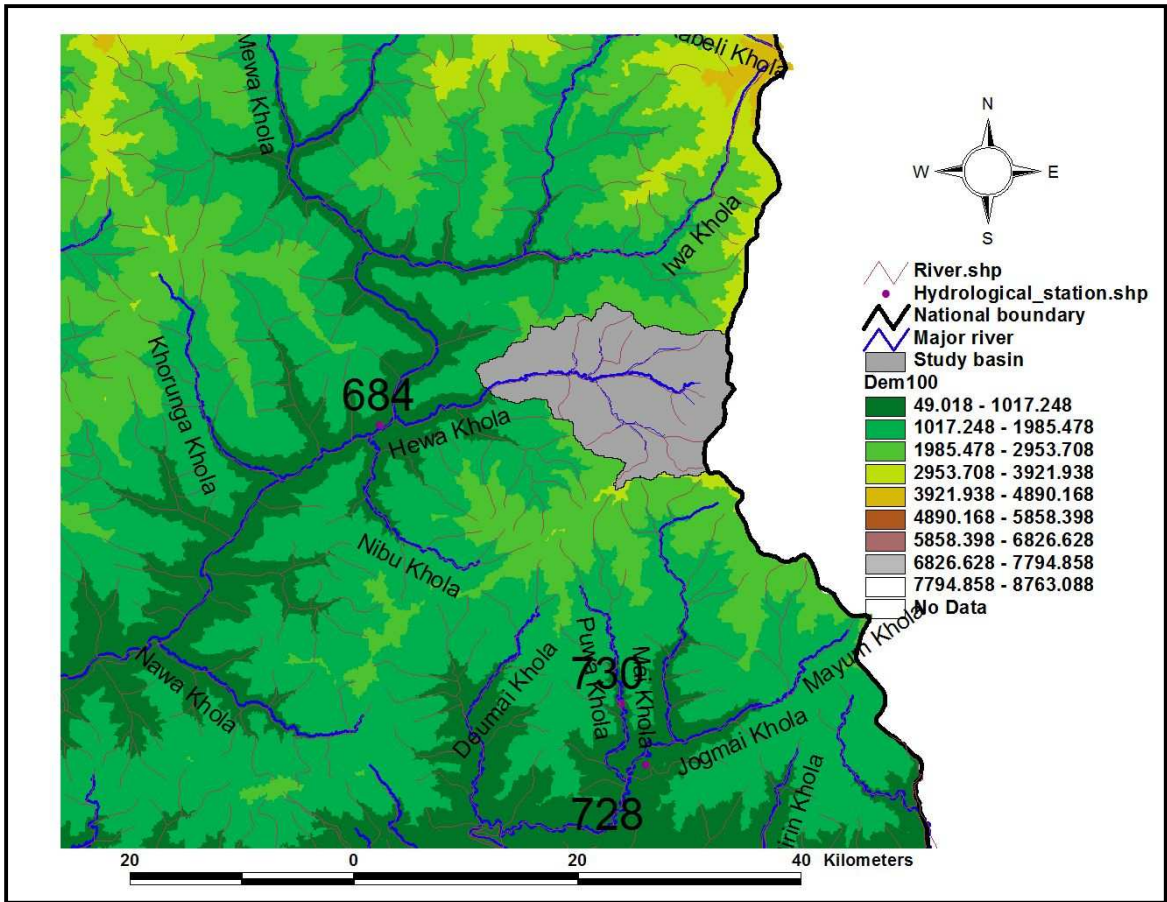 Mewa Khola
abeli Khola
N
W
E
S
Iwa Khola
River.shp
Hydrological_station.shp
National boundary
Major river
Study basin
Dem100
49.018 - 1017.248
1017.248 - 1985.478
1985.478 - 2953.708
2953.708 - 3921.938
3921.938 - 4890.168
4890.168 - 5858.398
5858.398 - 6826.628
6826.628 - 7794.858
7794.858 - 8763.088
No Data
Khorunga Khola
684
Hewa Khola
Nibu Khola
Nawa Khola
Deumai Khola
Puwa Khola
730
Mai Khola
Mayum Khola
Jogmai Khola
728
irin Khola
20
0
20
40
Kilometers